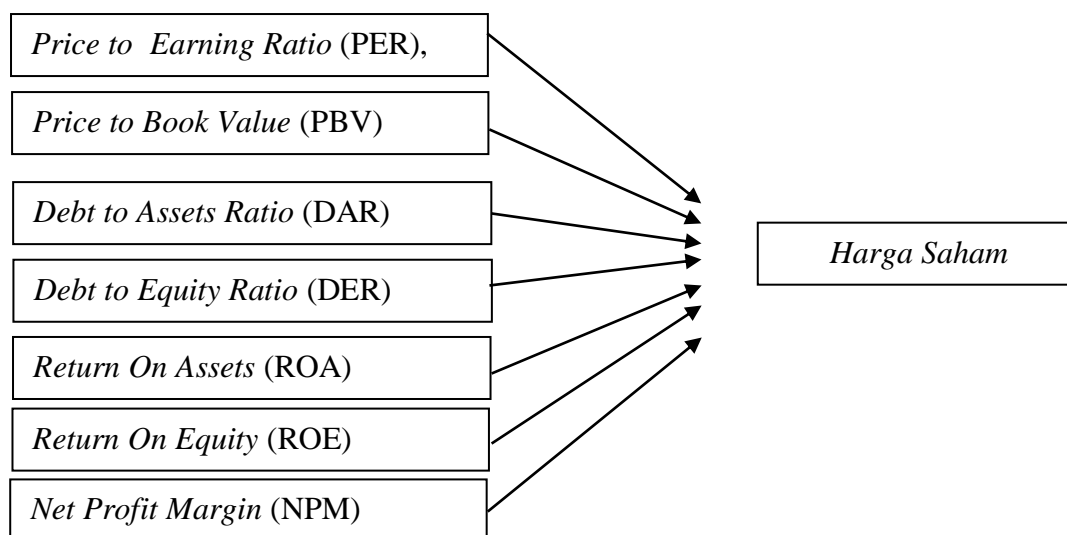 Price to Earning Ratio (PER),
Price to Book Value (PBV)
Debt to Assets Ratio (DAR)
Debt to Equity Ratio (DER)
Return On Assets (ROA)
Return On Equity (ROE)
Net Profit Margin (NPM)
Harga Saham